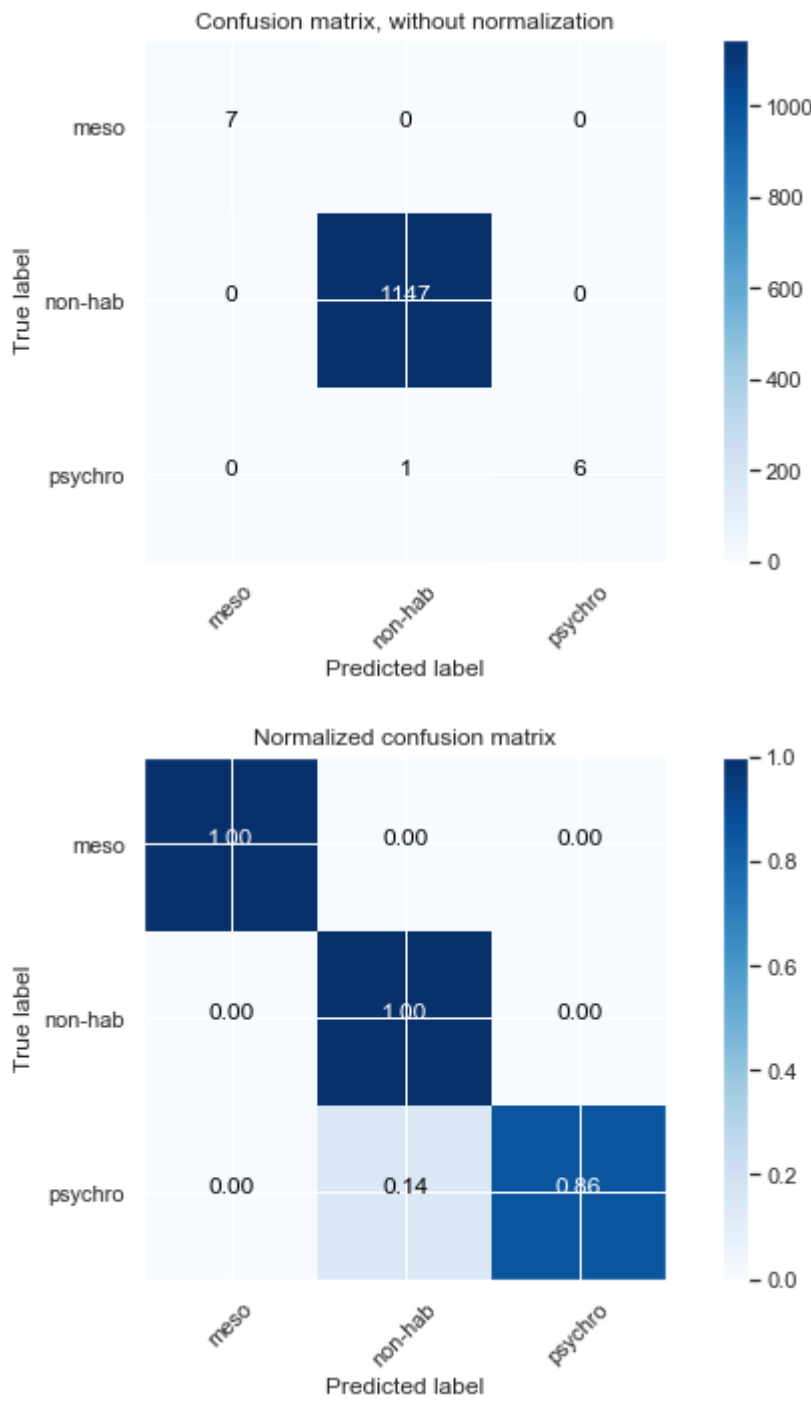 Confusion matrix, without normalization
meso 7 0 0
non-hab 0 1147 0
psychro 0 1 6
True label
meso non-hab psychro
Predicted label
1000
800
600
400
200
0
Normalized confusion matrix
meso 1.00 0.00 0.00
non-hab 0.00 1.00 0.00
psychro 0.00 0.14 0.86
True label
meso non-hab psychro
Predicted label
1.0
0.8
0.6
0.4
0.2
0.0